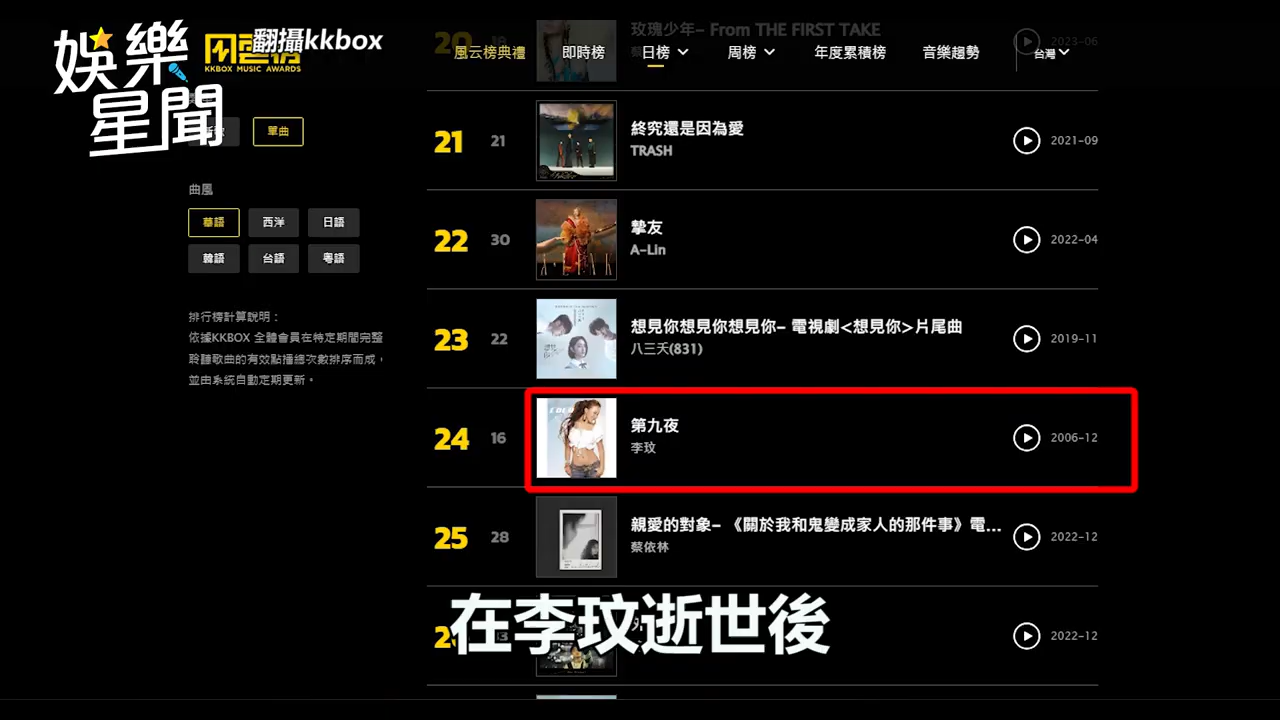 娛樂
星聞
翻攝kkbox
KKBOX MUSIC AWARDS
風云榜典禮
即時榜
日榜
周榜
年度累積榜
音樂趨勢
台灣
20
玫瑰少年- From THE FIRST TAKE
2023-06
單曲
曲風
華語
西洋
日語
韓語
台語
粵語
排行榜計算說明：
依據KKBOX 全體會員在特定期間完整
聆聽歌曲的有效點播總次數排序而成，
並由系統自動定期更新。
21
21
終究還是因為愛
TRASH
2021-09
22
30
摯友
A-Lin
2022-04
23
22
想見你想見你想見你- 電視劇<想見你>片尾曲
八三夭(831)
2019-11
24
16
第九夜
李玟
2006-12
25
28
親愛的對象- 《關於我和鬼變成家人的那件事》電...
蔡依林
2022-12
2022-12
在李玟逝世後